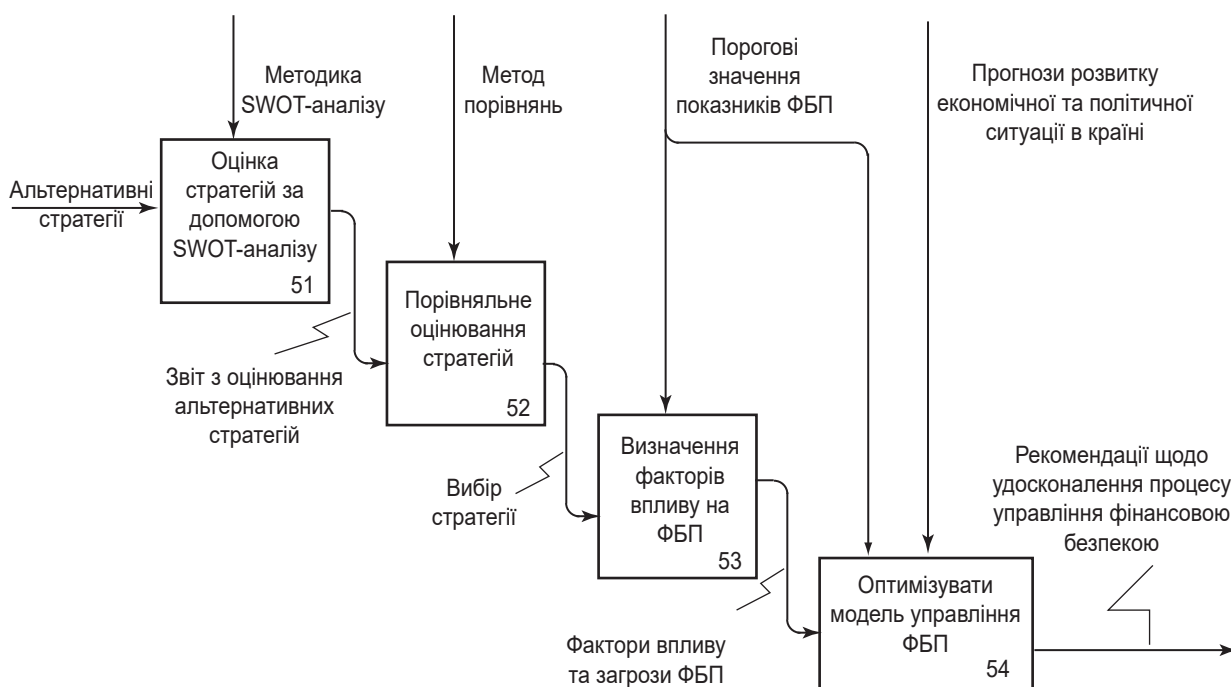 Методика
SWOT-аналізу
Метод
порівнянь
Порогові
значення
показників ФБП
Прогнози розвитку
економічної та політичної
ситуації в країні
Альтернативні
стратегії
Оцінка
стратегій за
допомогою
SWOT-аналізу
51
Звіт з оцінювання
альтернативних
стратегій
Порівняльне
оцінювання
стратегій
52
Вибір
стратегії
Визначення
факторів
впливу на
ФБП
53
Фактори впливу
та загрози ФБП
Оптимізувати
модель управління
ФБП
54
Рекомендації щодо
удосконалення процесу
управління фінансовою
безпекою